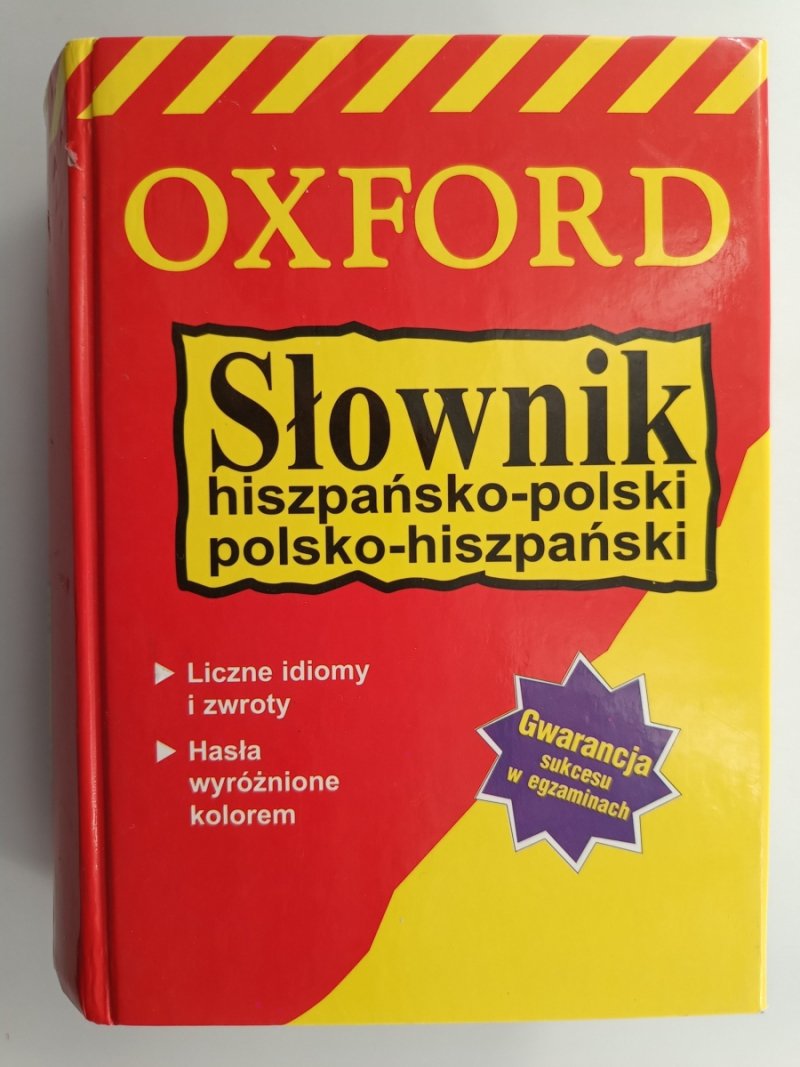 OXFORD
Słownik
hiszpańsko-polski
polsko-hiszpański
Liczne idiomy
i zwroty
Hasła
wyróżnione
kolorem
Gwarancja
sukcesu
w egzaminach